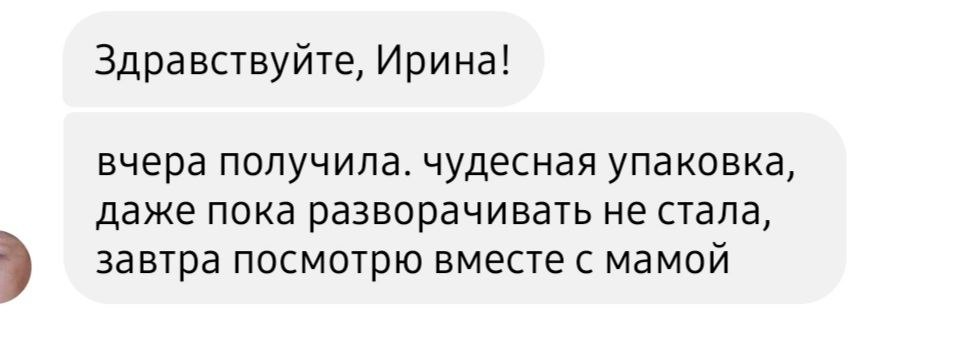 Здравствуйте, Ирина!
вчера получила. чудесная упаковка,
даже пока разворачивать не стала,
завтра посмотрю вместе с мамой